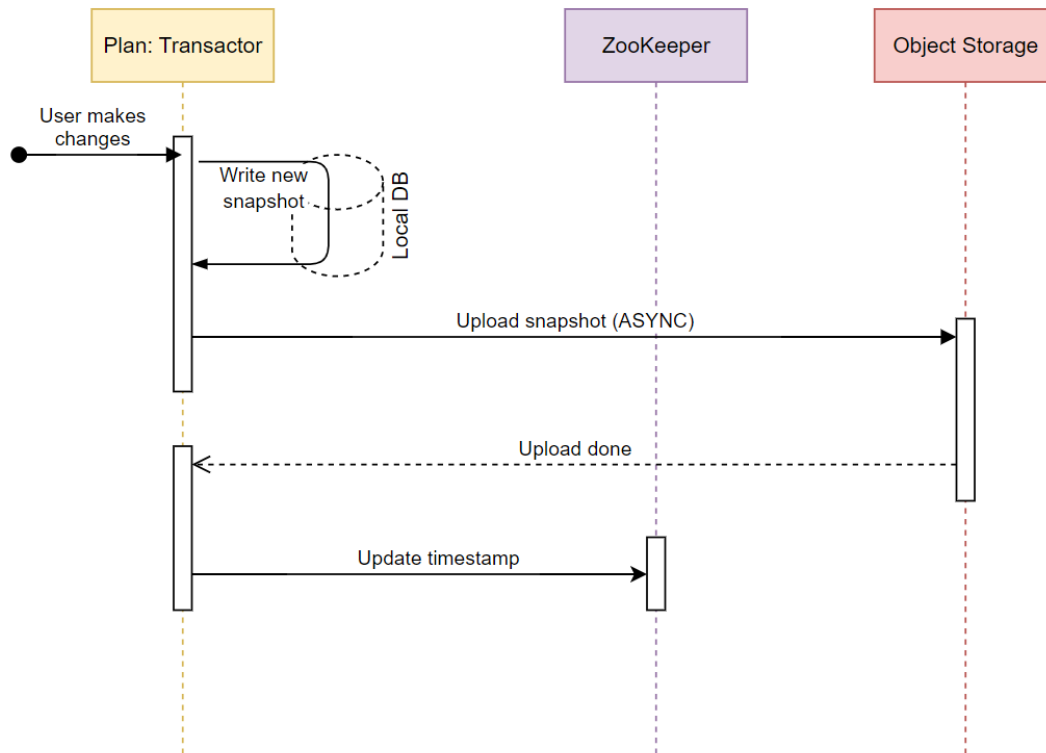 Plan: Transactor
ZooKeeper
Object Storage
User makes
changes
Write new
snapshot
Local DB
Upload snapshot (ASYNC)
Upload done
Update timestamp